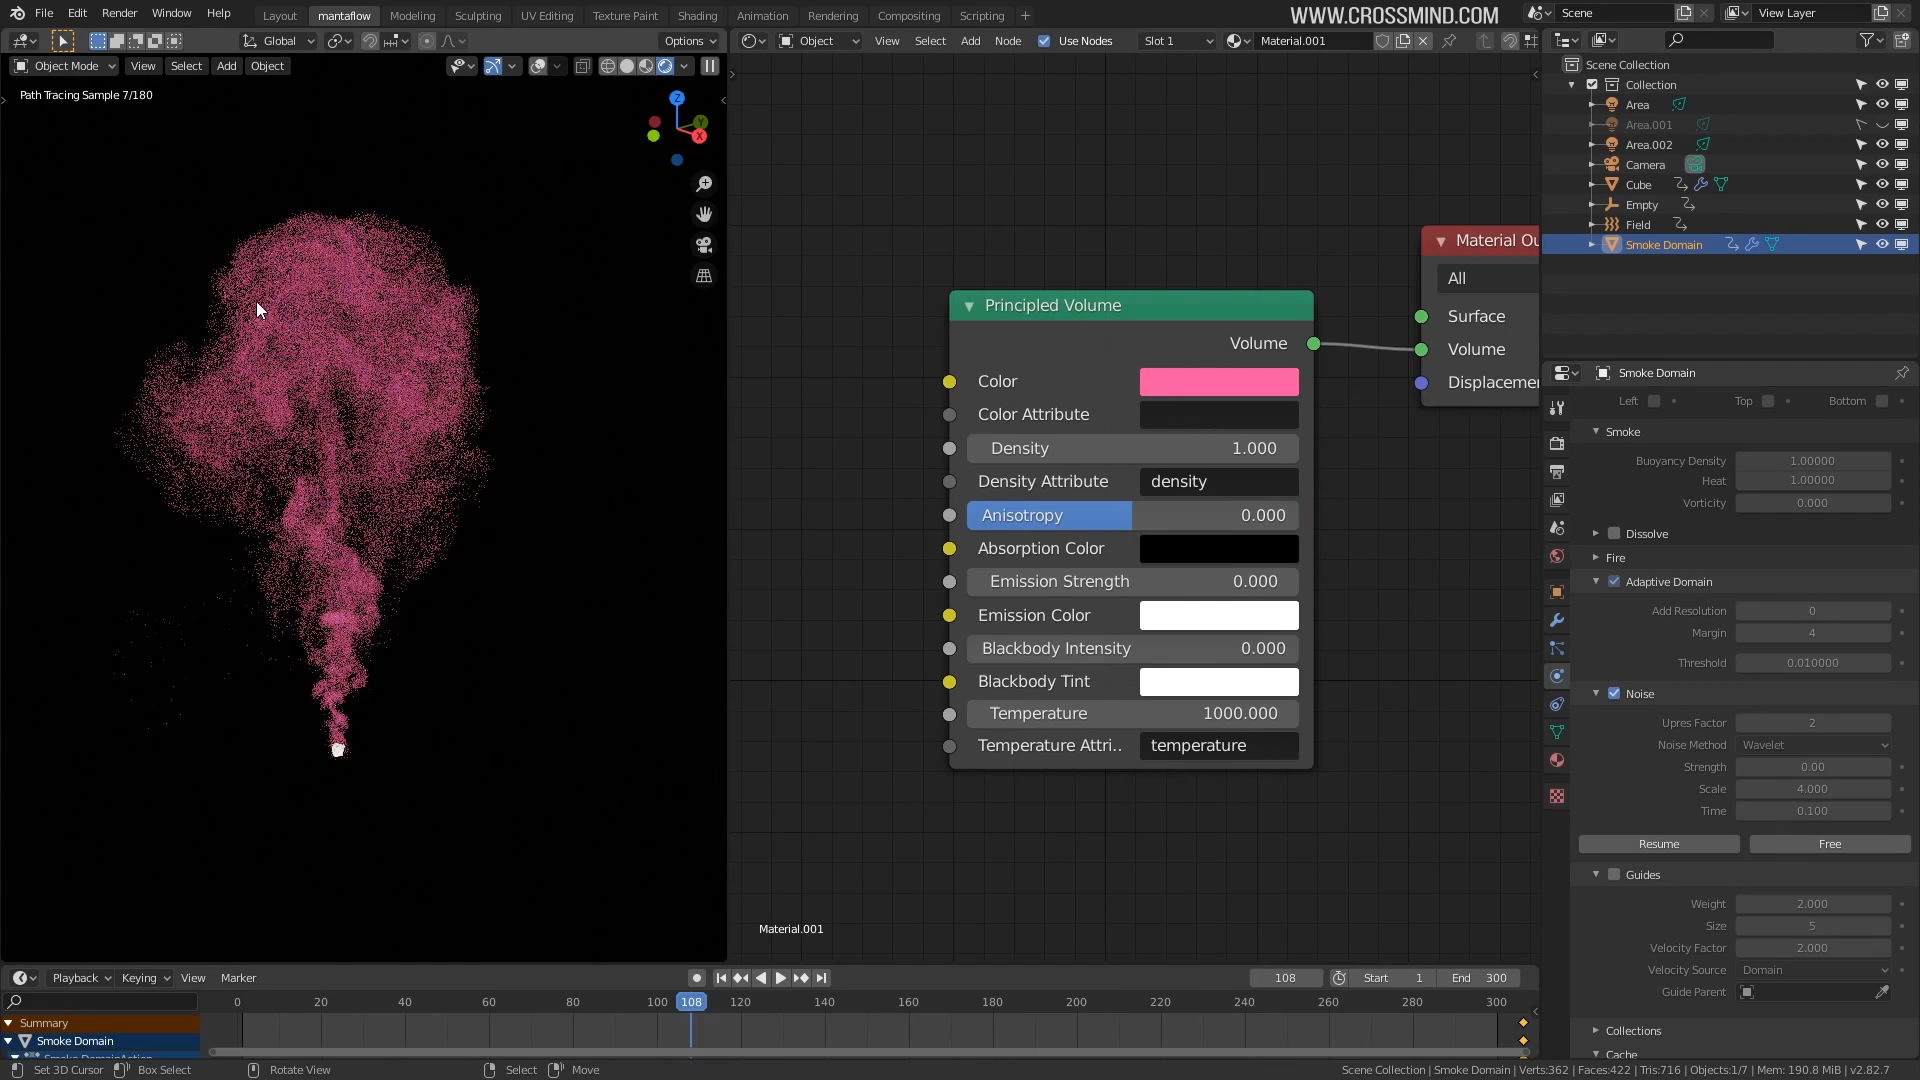 File Edit Render Window Help
Layout mantaflow Modeling Sculpting UV Editing Texture Paint Shading Animation Rendering Compositing Scripting +
WWW.CROSSMIND.COM
Scene
View Layer
Global
Options
Object
View Select Add Node Use Nodes
Slot 1
Material.001
Object Mode View Select Add Object
Path Tracing Sample 7/180
Z
Y
X
Principled Volume
Volume
Color
Color Attribute
Density 1.000
Density Attribute density
Anisotropy 0.000
Absorption Color
Emission Strength 0.000
Emission Color
Blackbody Intensity 0.000
Blackbody Tint
Temperature 1000.000
Temperature Attri.. temperature
Material Ou
All
Surface
Volume
Displacemen
Material.001
Scene Collection
Collection
Area
Area.001
Area.002
Camera
Cube
Empty
Field
Smoke Domain
Smoke Domain
Left Top Bottom
Smoke
Buoyancy Density 1.00000
Heat 1.00000
Vorticity 0.000
Dissolve
Fire
Adaptive Domain
Add Resolution 0
Margin 4
Threshold 0.010000
Noise
Upres Factor 2
Noise Method Wavelet
Strength 0.00
Scale 4.000
Time 0.100
Resume Free
Guides
Weight 2.000
Size 5
Velocity Factor 2.000
Velocity Source Domain
Guide Parent
Collections
Cache
Playback Keying View Marker
108 Start 1 End 300
0 20 40 60 80 100 108 120 140 160 180 200 220 240 260 280 300
Summary
Smoke Domain
Smoke DomainAction
Set 3D Cursor Box Select Rotate View Select Move
Scene Collection | Smoke Domain | Verts:362 | Faces:422 | Tris:716 | Objects:1/7 | Mem: 190.8 MiB | v2.82.7